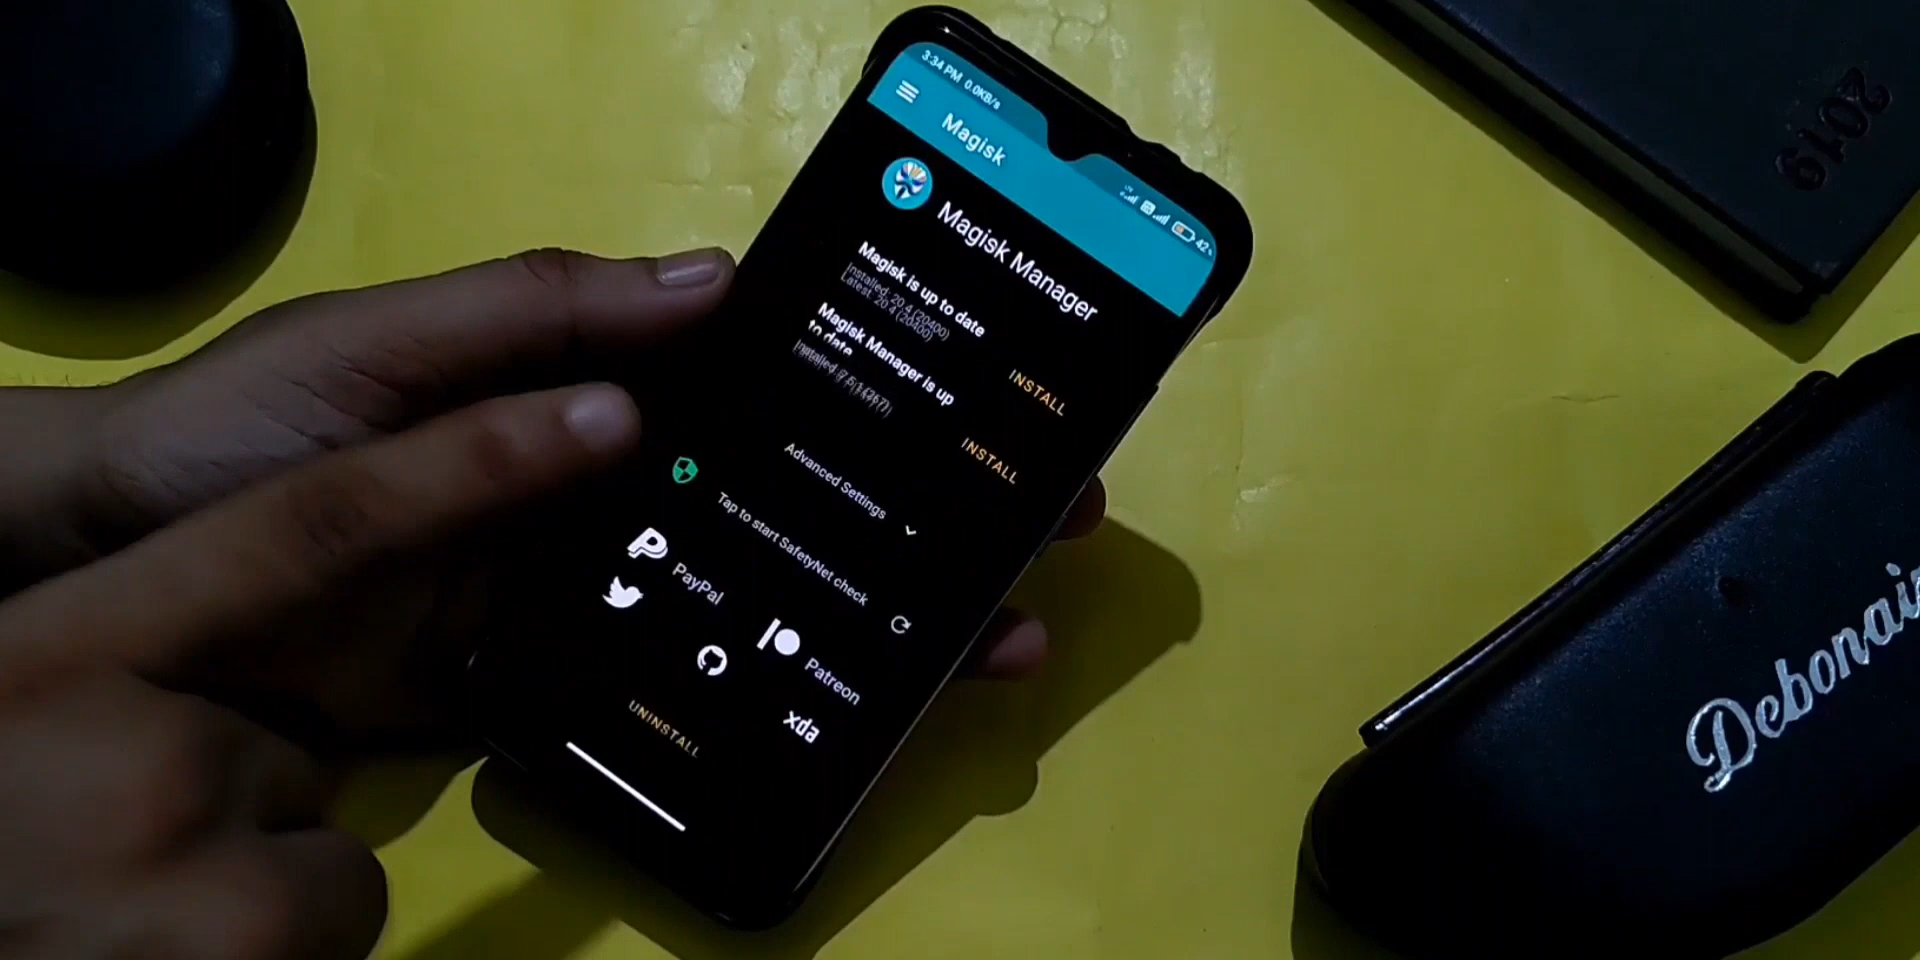 3:34 PM 0.0KB/s
42
Magisk
Magisk Manager
Magisk is up to date
Installed: 20.4 (20400)
Latest: 20.4 (20400)
INSTALL
Magisk Manager is up
to date
INSTALL
Advanced Settings
Tap to start SafetyNet check
PayPal
Patreon
xda
UNINSTALL
2019
Debonair